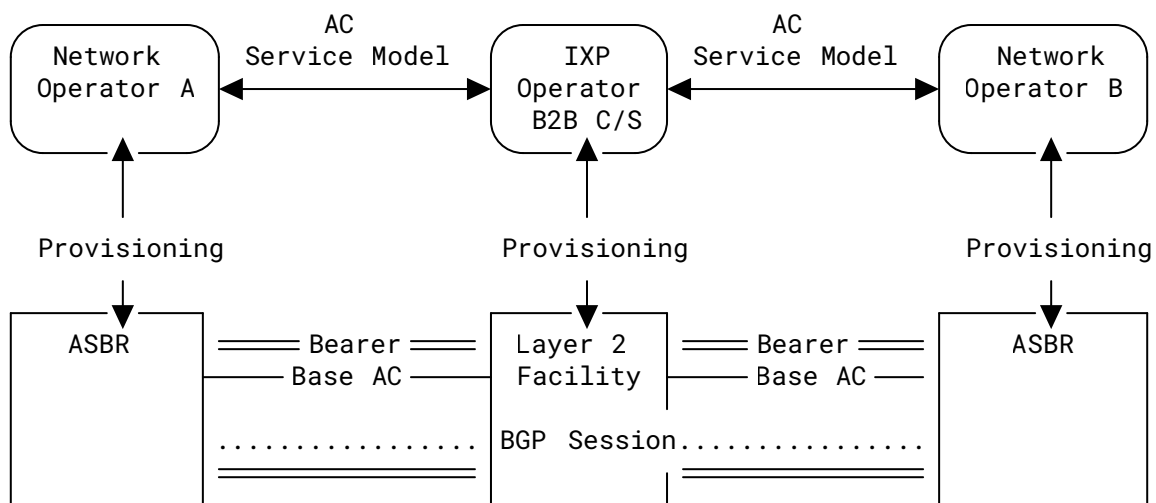 AC AC
Network Service Model IXP Service Model Network
Operator A Operator Operator B
B2B C/S
Provisioning Provisioning Provisioning
ASBR Bearer Layer 2 Bearer ASBR
Base AC Facility Base AC
................. BGP Session.................